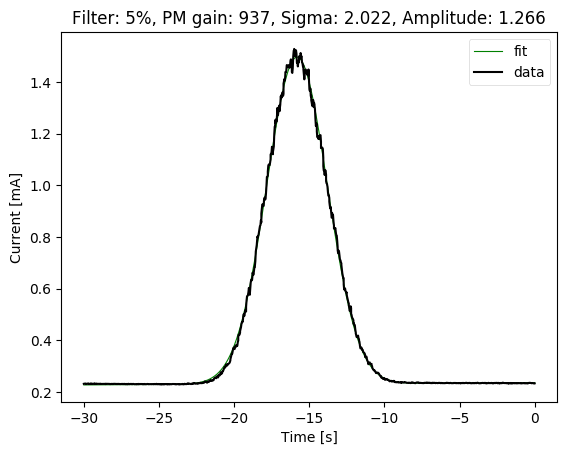 Filter: 5%, PM gain: 937, Sigma: 2.022, Amplitude: 1.266
fit
data
1.4
1.2
1.0
0.8
0.6
0.4
0.2
Current [mA]
−30
−25
−20
−15
−10
−5
0
Time [s]